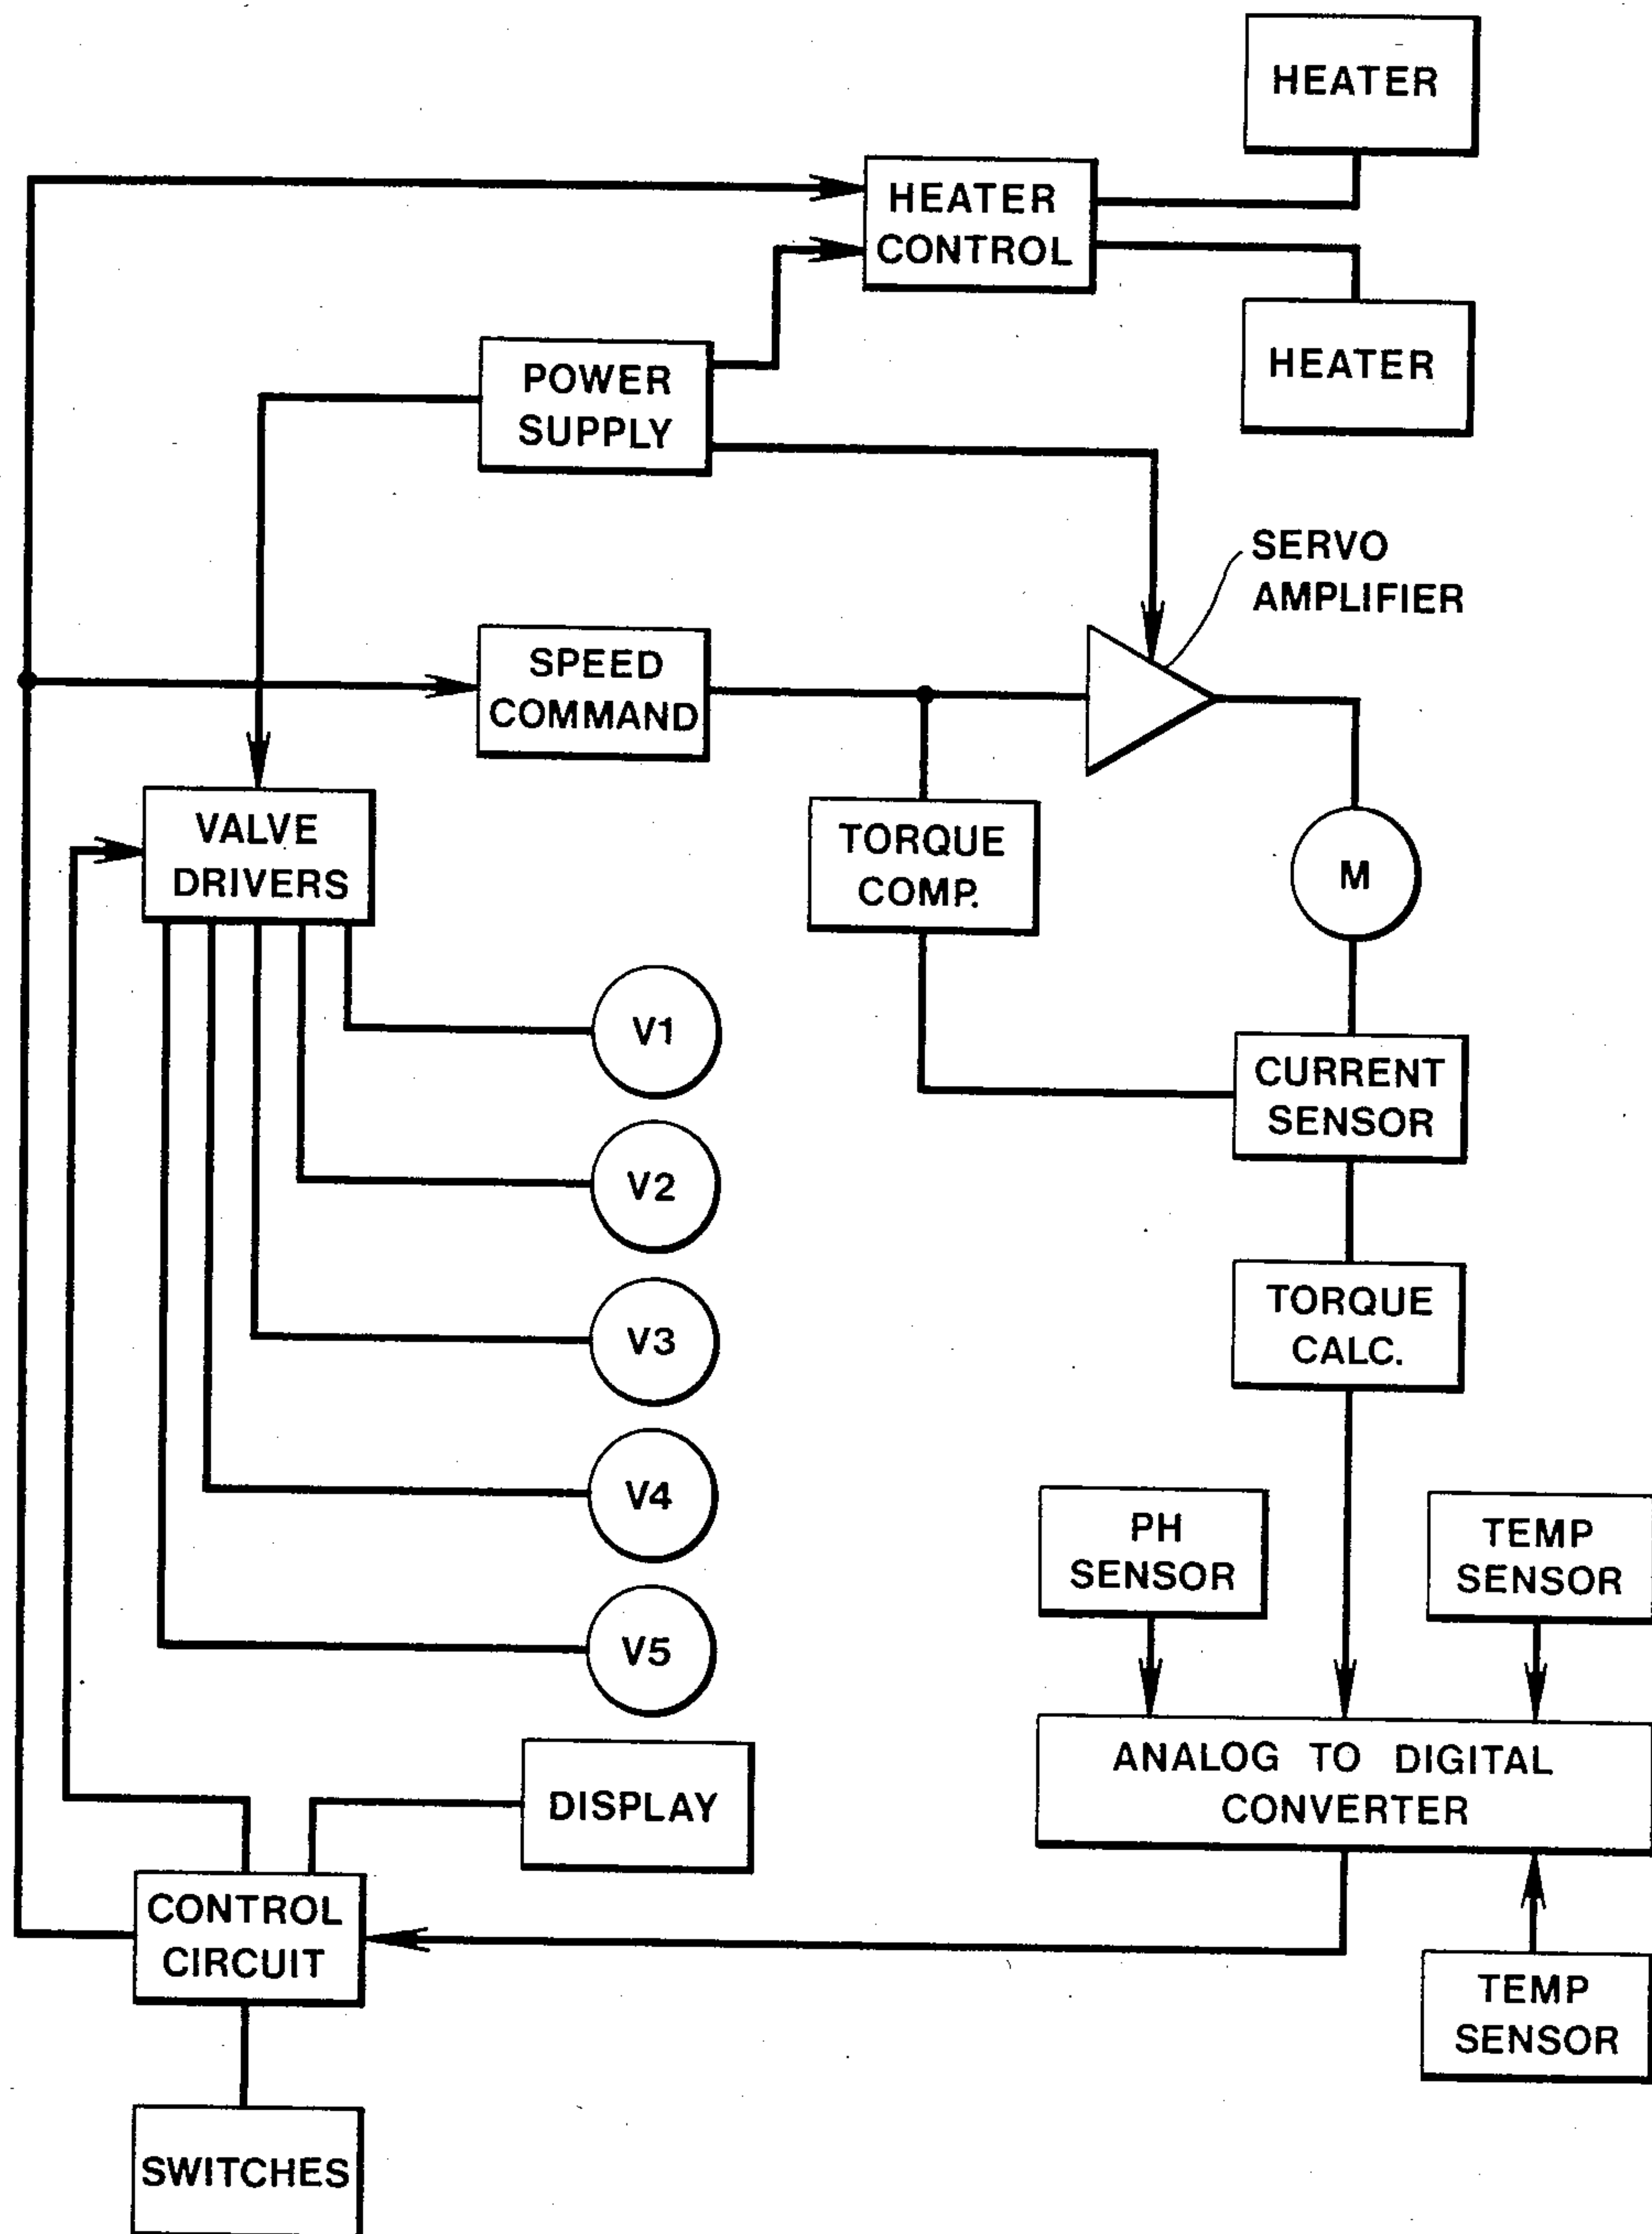 HEATER
HEATER
CONTROL
HEATER
POWER
SUPPLY
SERVO
AMPLIFIER
SPEED
COMMAND
VALVE
DRIVERS
TORQUE
COMP.
M
V1
CURRENT
SENSOR
V2
TORQUE
CALC.
V3
V4
PH
SENSOR
TEMP
SENSOR
V5
ANALOG TO DIGITAL
CONVERTER
DISPLAY
CONTROL
CIRCUIT
TEMP
SENSOR
SWITCHES